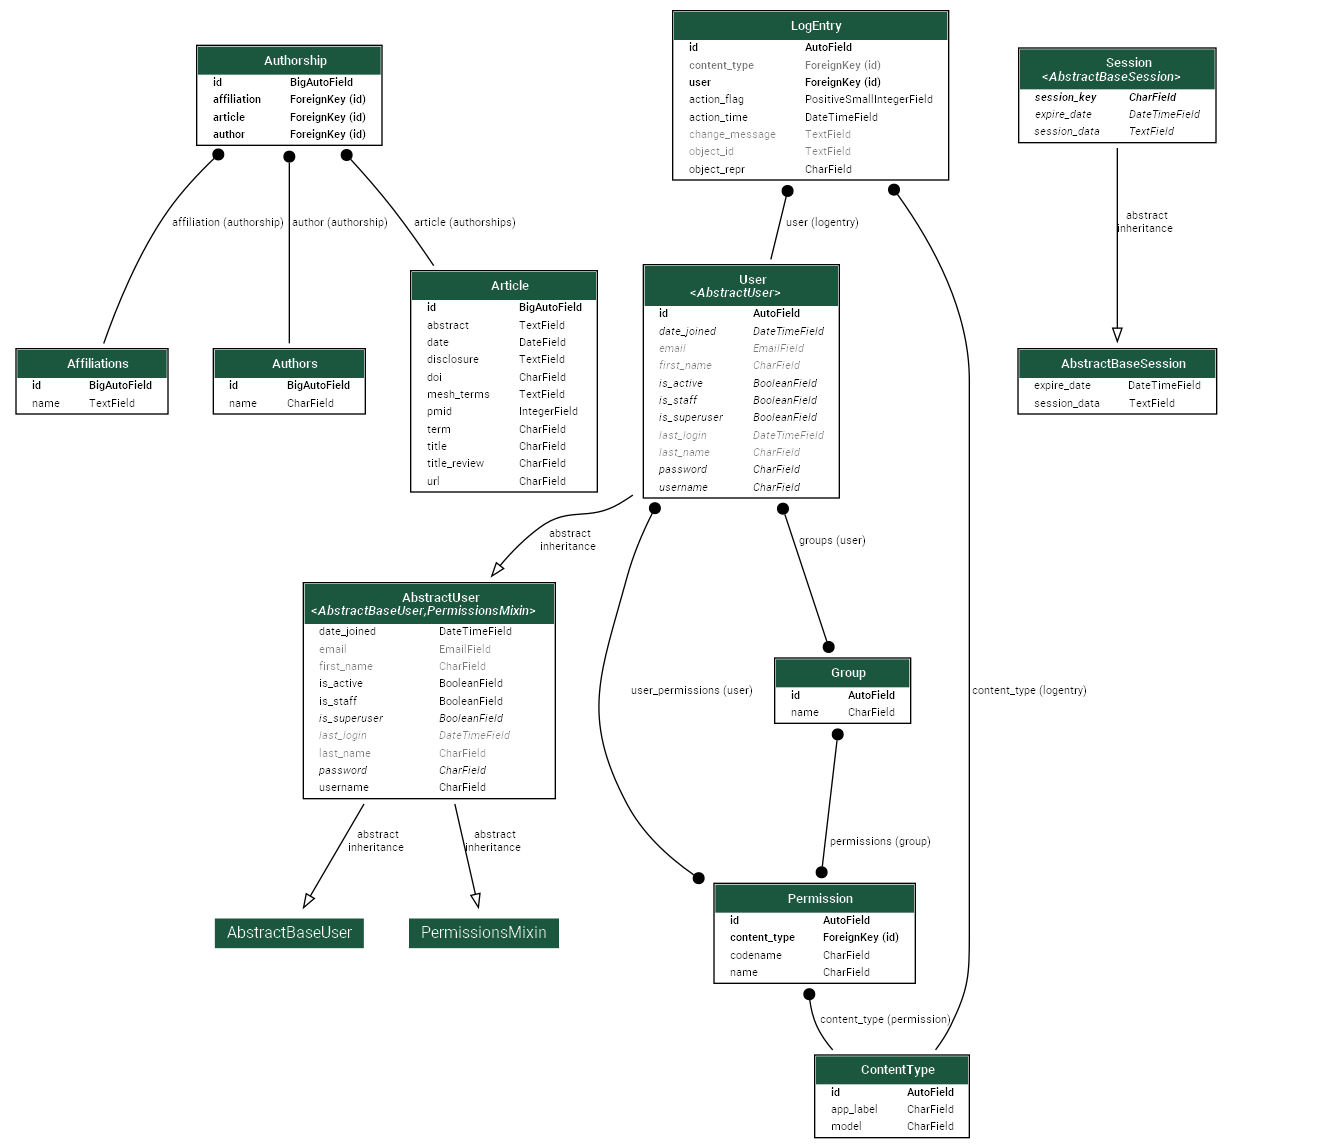 Authorship
id BigAutoField
affiliation ForeignKey (id)
article ForeignKey (id)
author ForeignKey (id)
LogEntry
id AutoField
content_type ForeignKey (id)
user ForeignKey (id)
action_flag PositiveSmallIntegerField
action_time DateTimeField
change_message TextField
object_id TextField
object_repr CharField
Session
<AbstractBaseSession>
session_key CharField
expire_date DateTimeField
session_data TextField
affiliation (authorship)
author (authorship)
article (authorships)
user (logentry)
abstract
inheritance
Affiliations
id BigAutoField
name TextField
Authors
id BigAutoField
name CharField
Article
id BigAutoField
abstract TextField
date DateField
disclosure TextField
doi CharField
mesh_terms TextField
pmid IntegerField
term CharField
title CharField
title_review CharField
url CharField
User
<AbstractUser>
id AutoField
date_joined DateTimeField
email EmailField
first_name CharField
is_active BooleanField
is_staff BooleanField
is_superuser BooleanField
last_login DateTimeField
last_name CharField
password CharField
username CharField
AbstractBaseSession
expire_date DateTimeField
session_data TextField
abstract
inheritance
groups (user)
AbstractUser
<AbstractBaseUser,PermissionsMixin>
date_joined DateTimeField
email EmailField
first_name CharField
is_active BooleanField
is_staff BooleanField
is_superuser BooleanField
last_login DateTimeField
last_name CharField
password CharField
username CharField
user_permissions (user)
Group
id AutoField
name CharField
content_type (logentry)
abstract
inheritance
abstract
inheritance
permissions (group)
AbstractBaseUser
PermissionsMixin
Permission
id AutoField
content_type ForeignKey (id)
codename CharField
name CharField
content_type (permission)
ContentType
id AutoField
app_label CharField
model CharField